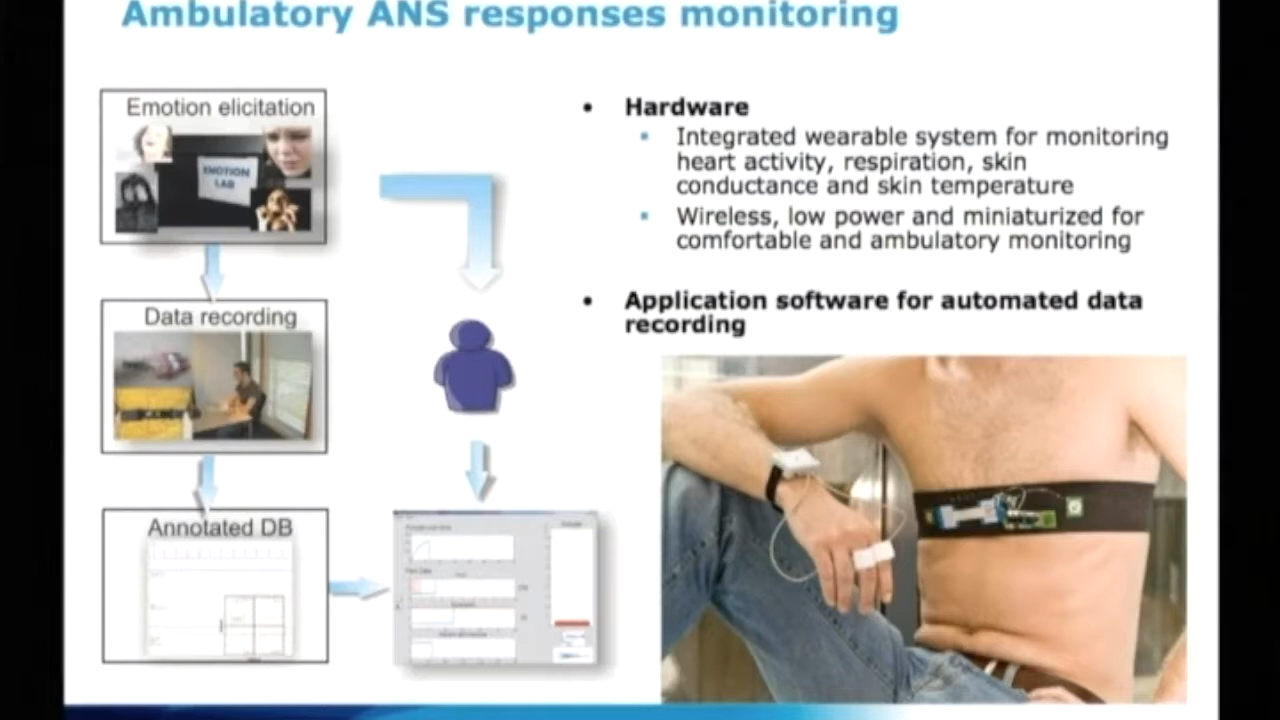 Ambulatory ANS responses monitoring
Emotion elicitation
EMOTION
LAB
Data recording
Annotated DB
• Hardware
▪ Integrated wearable system for monitoring
heart activity, respiration, skin
conductance and skin temperature
▪ Wireless, low power and miniaturized for
comfortable and ambulatory monitoring
• Application software for automated data
recording